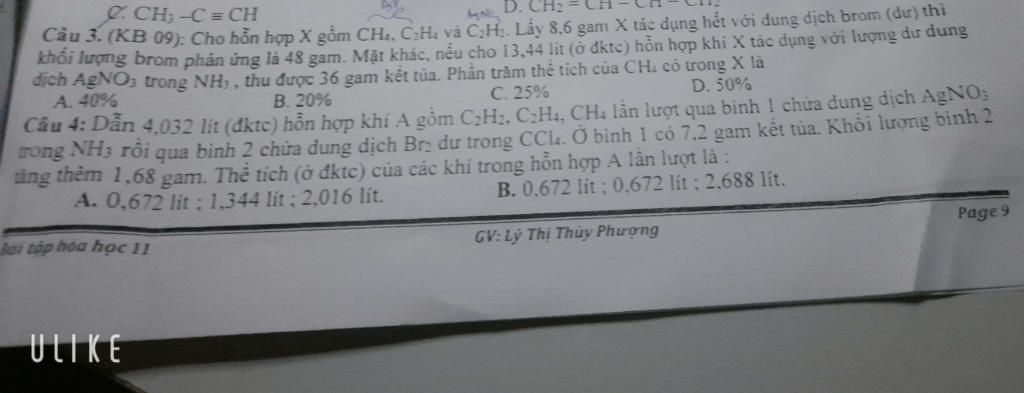 C. CH₃ –C ≡ CH D. CH₂ = CH – CH – CH₂
Câu 3. (KB 09): Cho hỗn hợp X gồm CH₄, C₂H₄ và C₂H₂. Lấy 8,6 gam X tác dụng hết với dung dịch brom (dư) thì
khối lượng brom phản ứng là 48 gam. Mặt khác, nếu cho 13,44 lít (ở đktc) hỗn hợp khí X tác dụng với lượng dư dung
dịch AgNO₃ trong NH₃ , thu được 36 gam kết tủa. Phần trăm thể tích của CH₄ có trong X là
A. 40% B. 20% C. 25% D. 50%
Câu 4: Dẫn 4,032 lít (đktc) hỗn hợp khí A gồm C₂H₂, C₂H₄, CH₄ lần lượt qua bình 1 chứa dung dịch AgNO₃
trong NH₃ rồi qua bình 2 chứa dung dịch Br₂ dư trong CCl₄. Ở bình 1 có 7,2 gam kết tủa. Khối lượng bình 2
tăng thêm 1,68 gam. Thể tích (ở đktc) của các khí trong hỗn hợp A lần lượt là :
A. 0,672 lít ; 1,344 lít ; 2,016 lít. B. 0,672 lít ; 0,672 lít ; 2.688 lít.
Bài tập hóa học 11 GV: Lý Thị Thùy Phượng Page 9
ULIKE